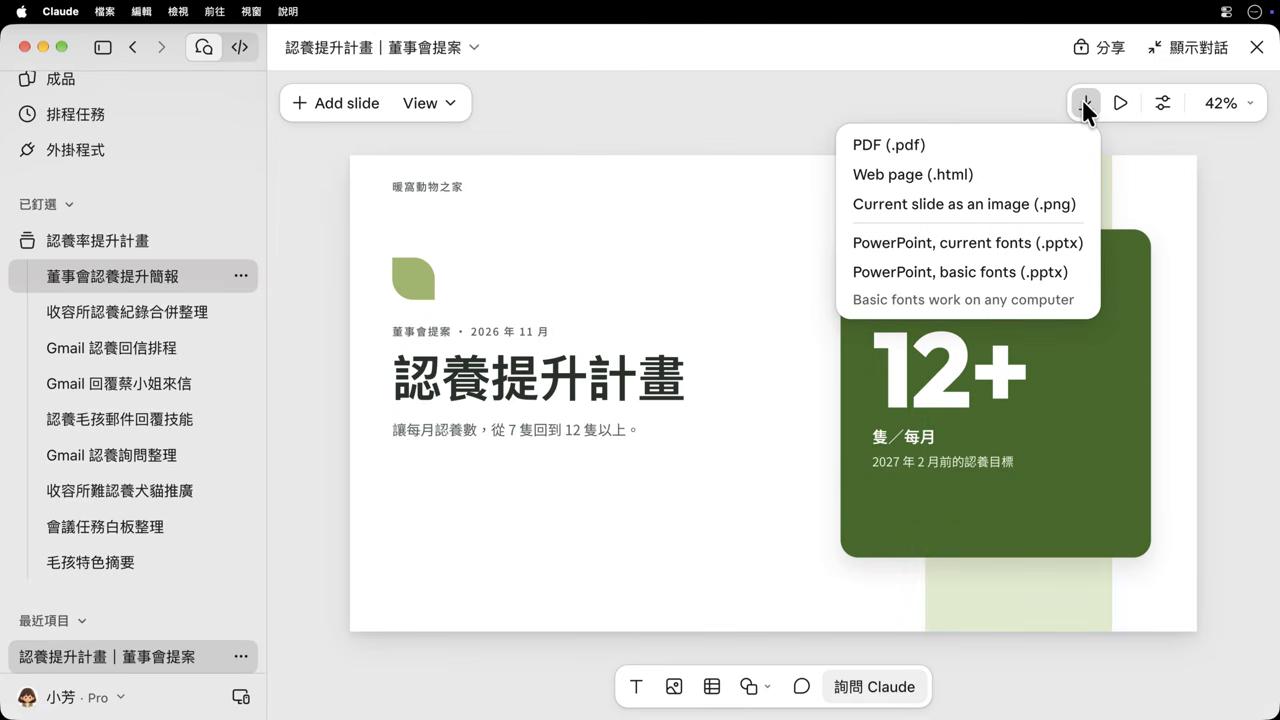 Claude 檔案 編輯 檢視 前往 視窗 說明
認養提升計畫｜董事會提案
分享
顯示對話
成品
排程任務
外掛程式
已釘選
認養率提升計畫
董事會認養提升簡報
收容所認養紀錄合併整理
Gmail 認養回信排程
Gmail 回覆蔡小姐來信
認養毛孩郵件回覆技能
Gmail 認養詢問整理
收容所難認養犬貓推廣
會議任務白板整理
毛孩特色摘要
最近項目
認養提升計畫｜董事會提案
小芳 · Pro
Add slide
View
42%
PDF (.pdf)
Web page (.html)
Current slide as an image (.png)
PowerPoint, current fonts (.pptx)
PowerPoint, basic fonts (.pptx)
Basic fonts work on any computer
暖窩動物之家
董事會提案 · 2026 年 11 月
認養提升計畫
讓每月認養數，從 7 隻回到 12 隻以上。
12+
隻／每月
2027 年 2 月前的認養目標
詢問 Claude